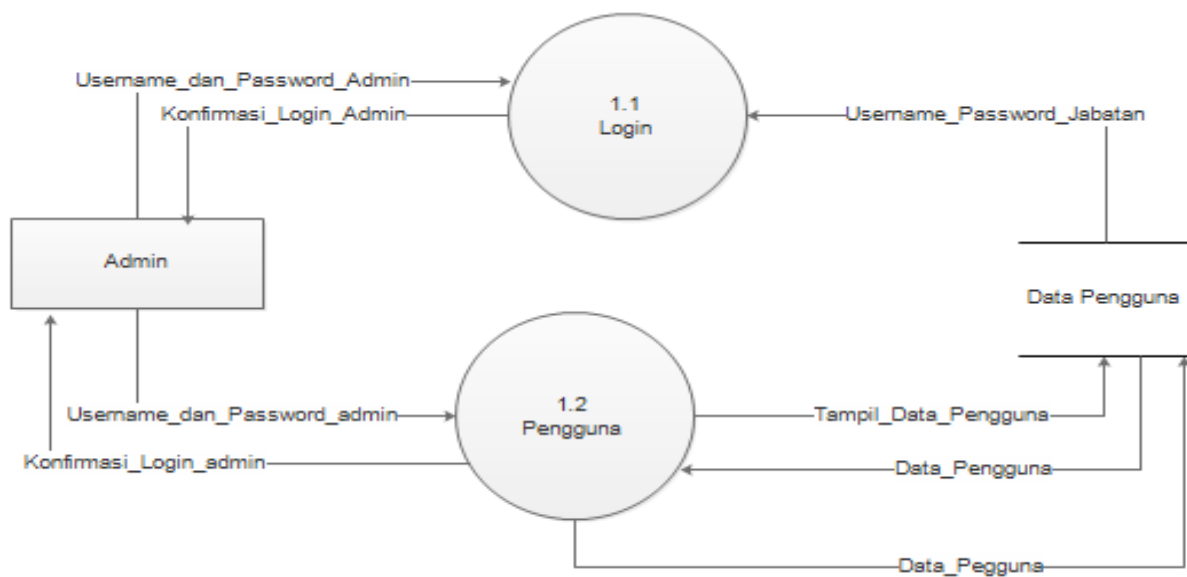 Username_dan_Password_Admin
Konfirmasi_Login_Admin
1.1
Login
Username_Password_Jabatan
Admin
Data Pengguna
1.2
Pengguna
Username_dan_Password_admin
Konfirmasi_Login_admin
Tampil_Data_Pengguna
Data_Pengguna
Data_Pegguna